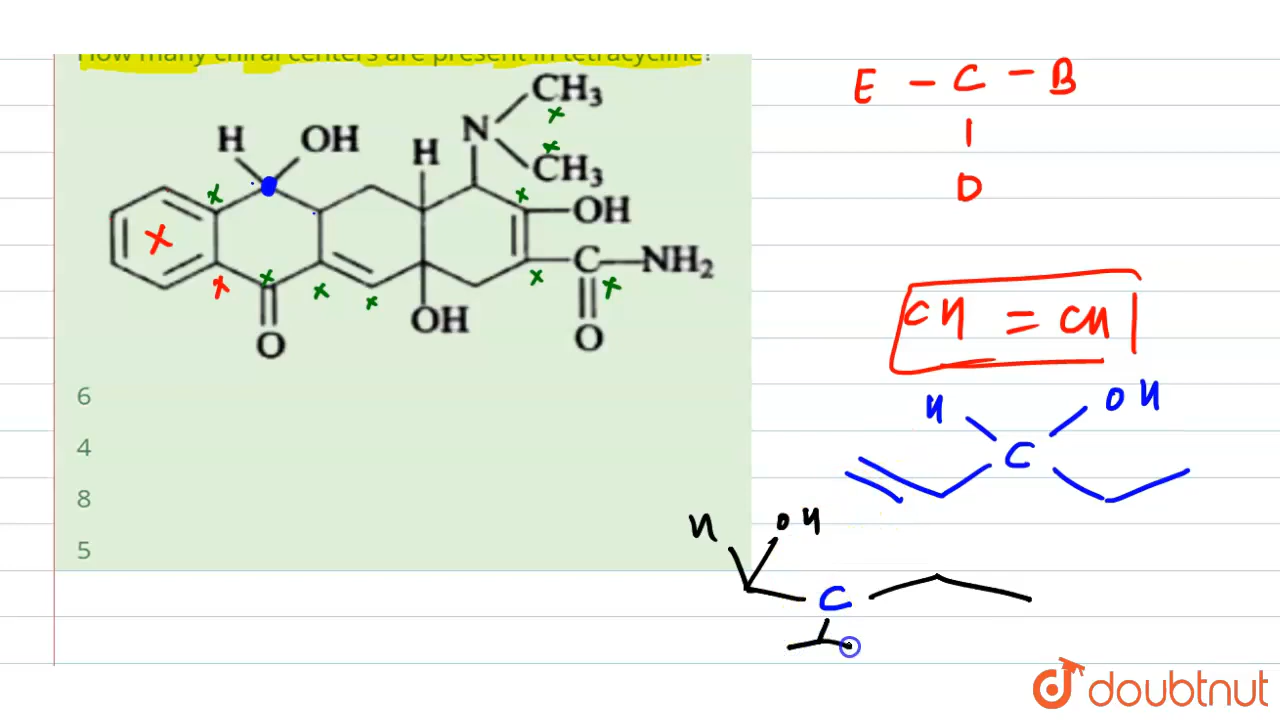 How many chiral centers are present in tetracycline?
E - C - B
D
H OH H N CH3
CH3
OH
C NH2
O OH O
CH = CH
6
4
8
5
H OH
C
H OH
C
doubtnut